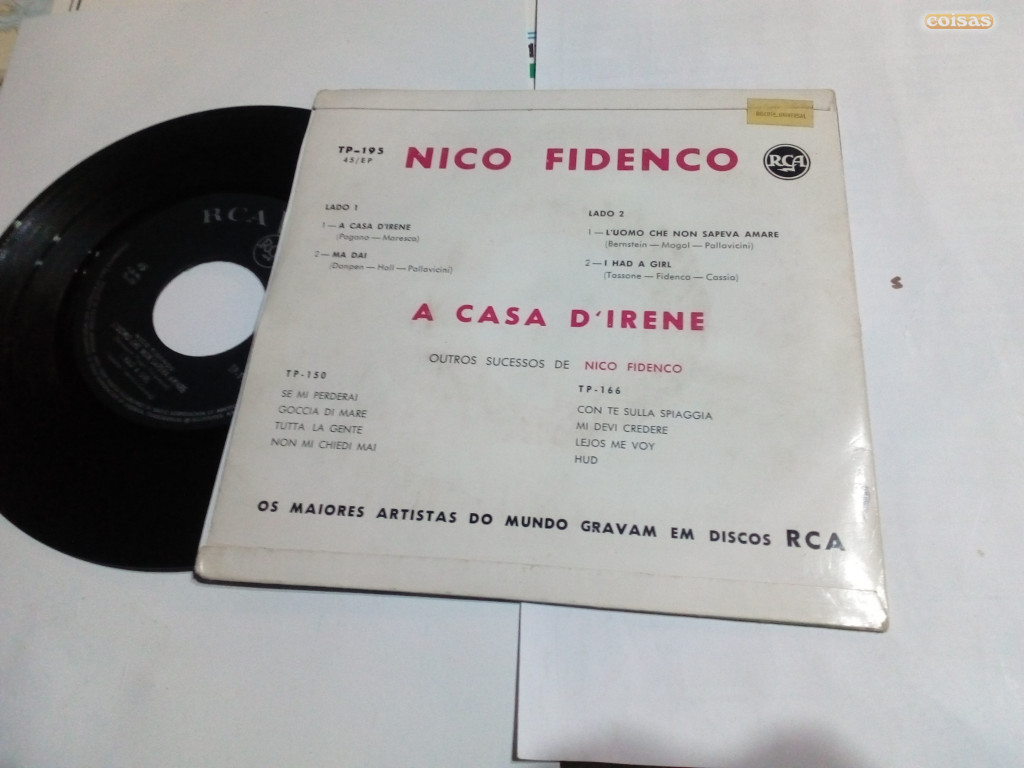 coisas
TP-195
45/EP
NICO FIDENCO
RCA
LADO 1
1 — A CASA D'IRENE
(Pagano — Maresca)
2 — MA DAI
(Dampen — Hall — Pallavicini)
LADO 2
1 — L'UOMO CHE NON SAPEVA AMARE
(Bernstein — Mogol — Pallavicini)
2 — I HAD A GIRL
(Tassone — Fidenco — Cassia)
A CASA D'IRENE
OUTROS SUCESSOS DE NICO FIDENCO
TP-150
SE MI PERDERAI
GOCCIA DI MARE
TUTTA LA GENTE
NON MI CHIEDI MAI
TP-166
CON TE SULLA SPIAGGIA
MI DEVI CREDERE
LEJOS ME VOY
HUD
OS MAIORES ARTISTAS DO MUNDO GRAVAM EM DISCOS RCA
RCA
RCA